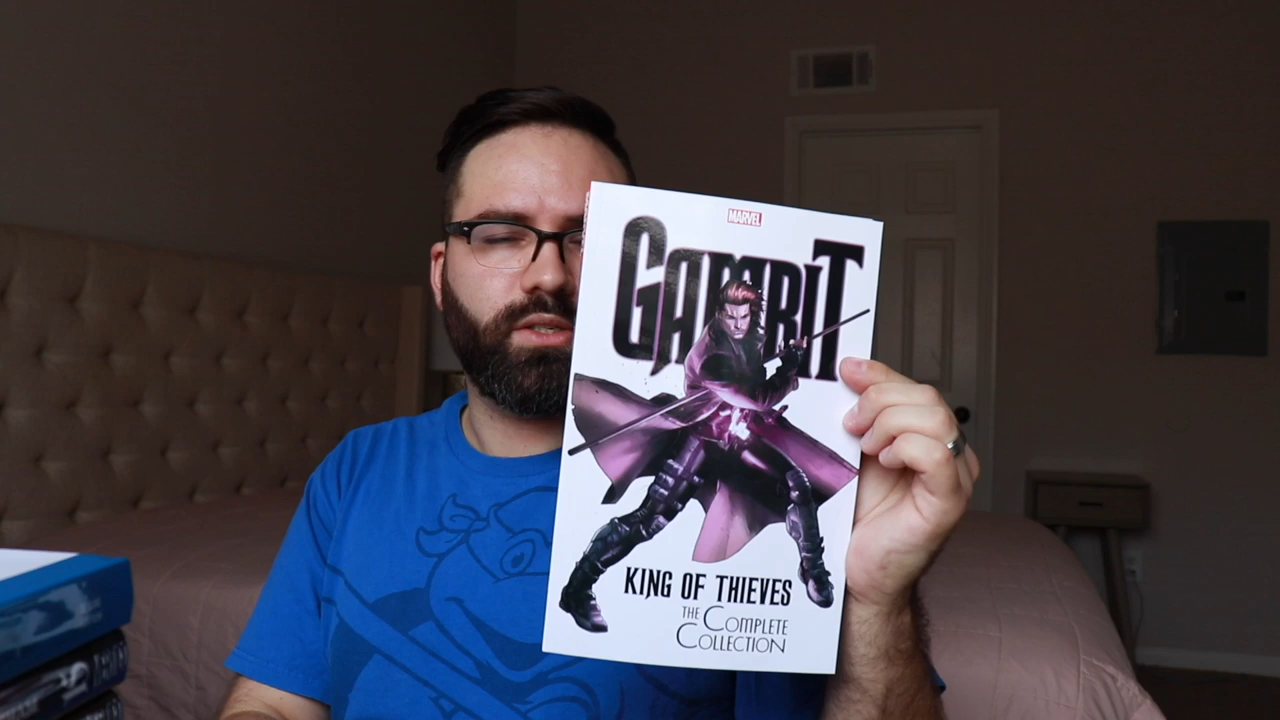 MARVEL
GAMBIT
KING OF THIEVES
THE COMPLETE
COLLECTION